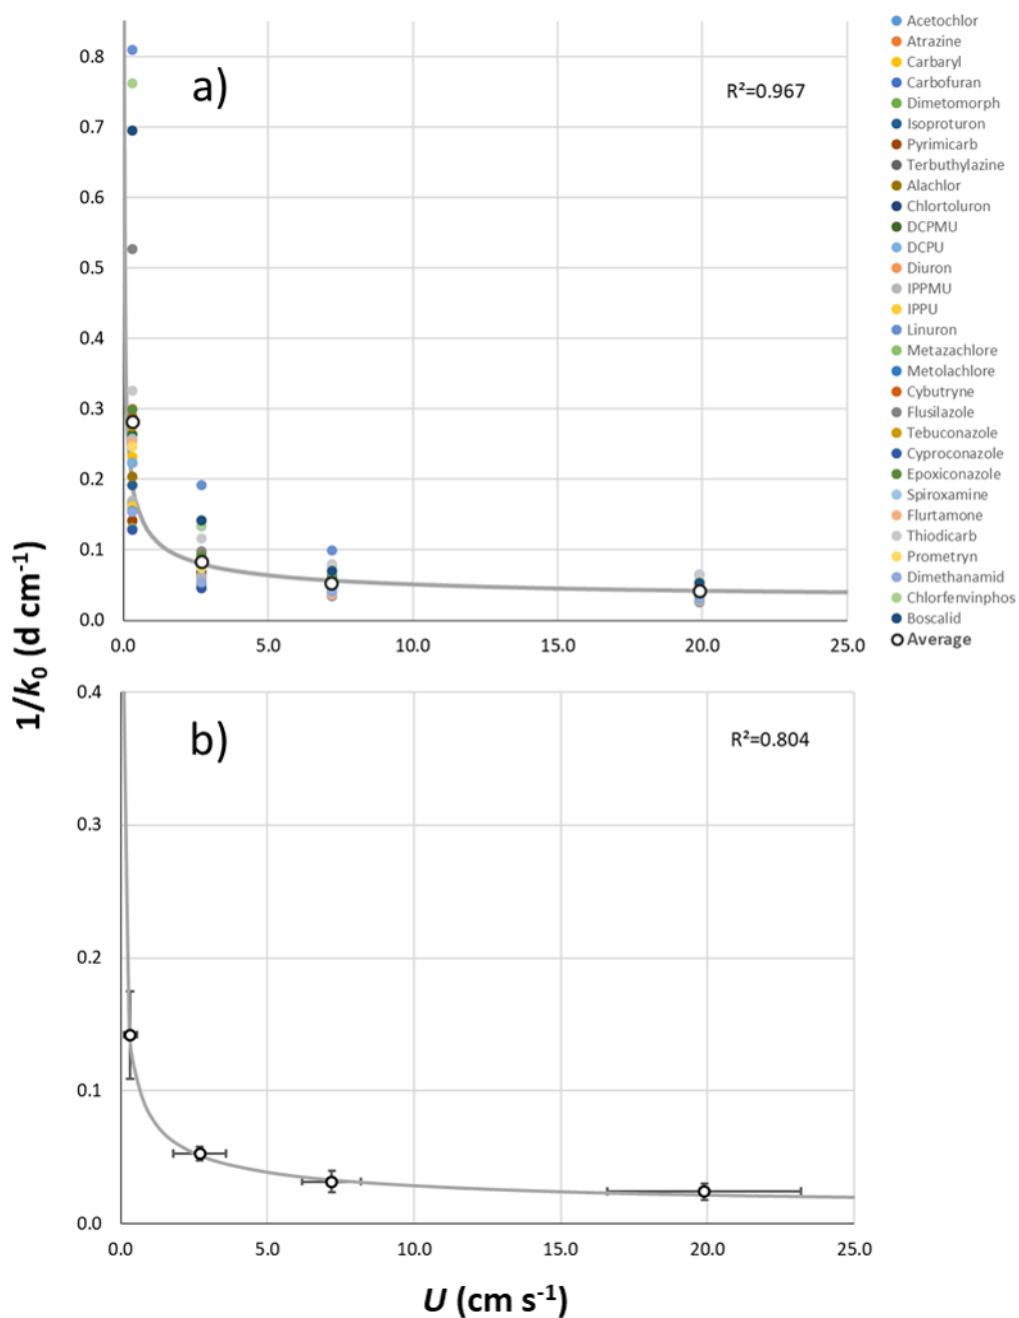 a)
R²=0.967
0.8
0.7
0.6
0.5
0.4
0.3
0.2
0.1
0.0
0.0 5.0 10.0 15.0 20.0 25.0
Acetochlor
Atrazine
Carbaryl
Carbofuran
Dimetomorph
Isoproturon
Pyrimicarb
Terbuthylazine
Alachlor
Chlortoluron
DCPMU
DCPU
Diuron
IPPMU
IPPU
Linuron
Metazachlore
Metolachlore
Cybutryne
Flusilazole
Tebuconazole
Cyproconazole
Epoxiconazole
Spiroxamine
Flurtamone
Thiodicarb
Prometryn
Dimethanamid
Chlorfenvinphos
Boscalid
Average
1/k₀ (d cm⁻¹)
b)
R²=0.804
0.4
0.3
0.2
0.1
0.0
0.0 5.0 10.0 15.0 20.0 25.0
U (cm s⁻¹)